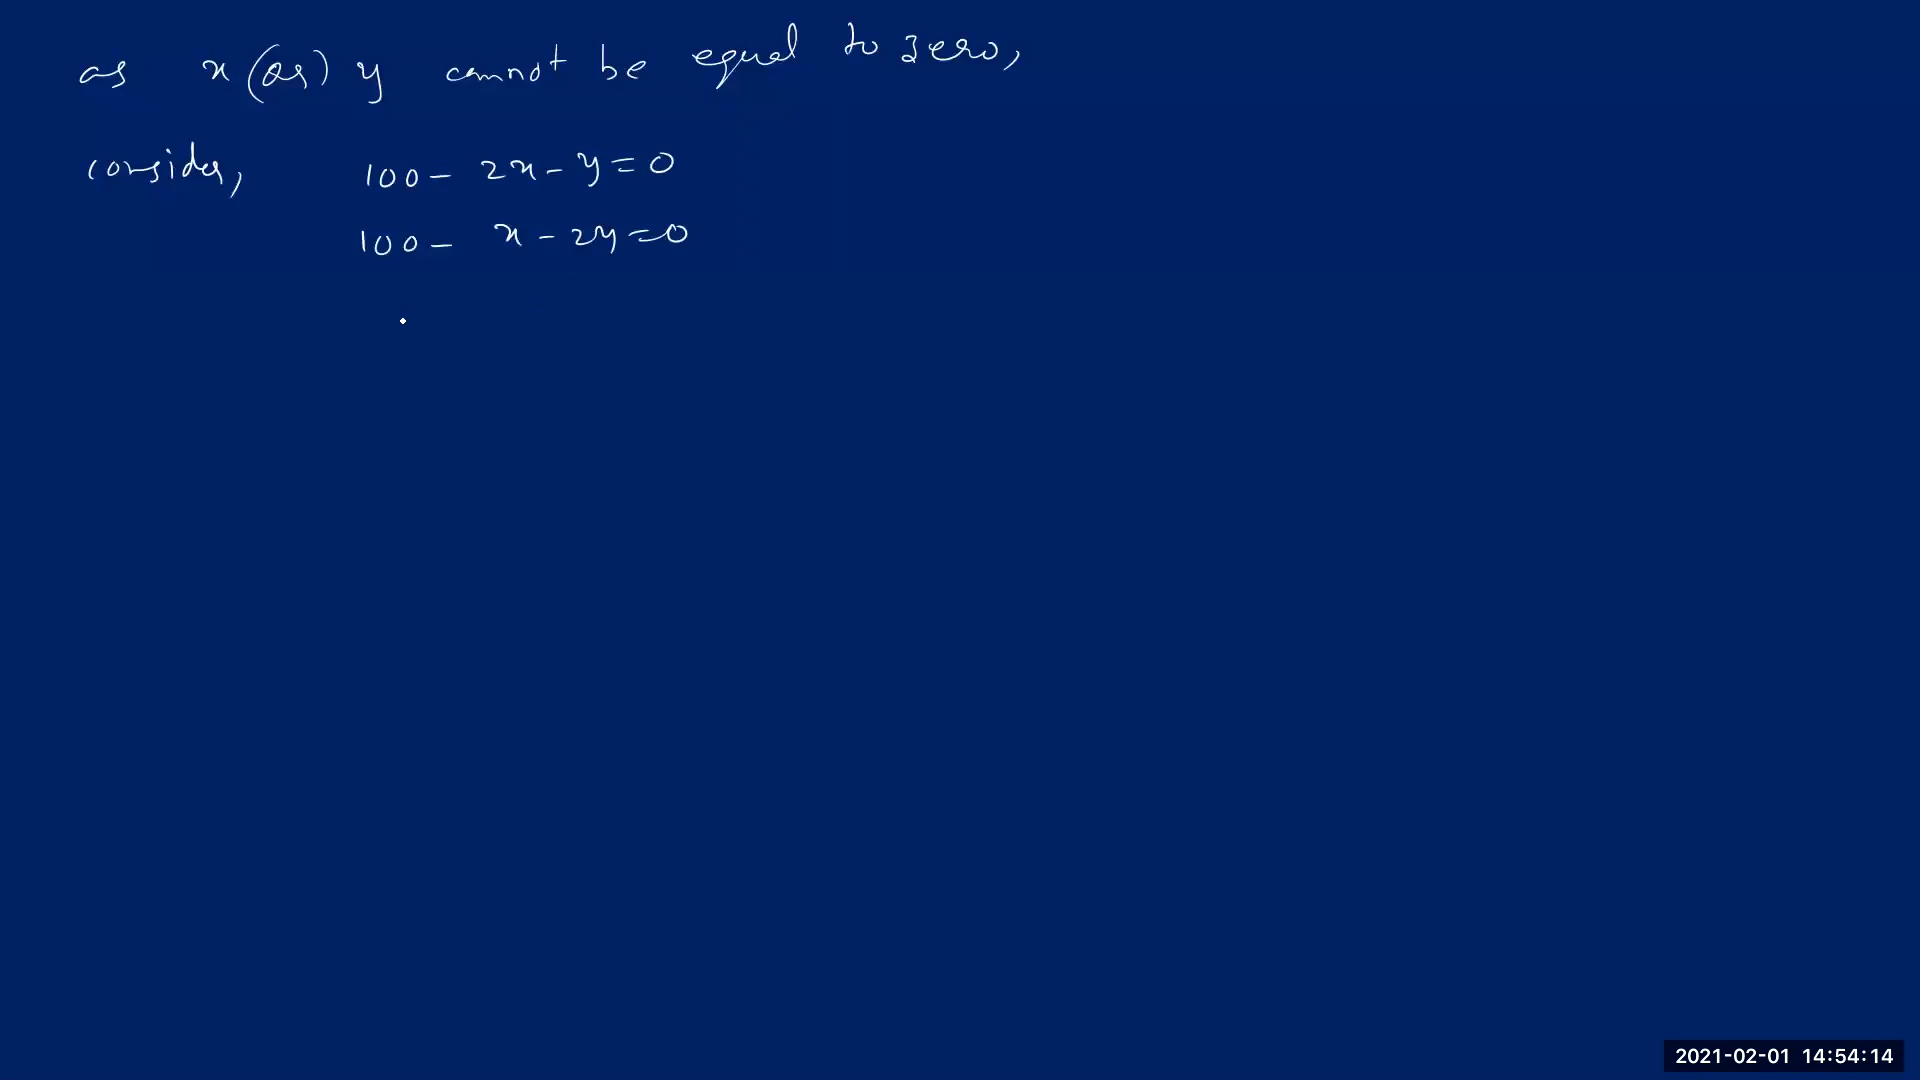 as x (or) y cannot be equal to zero,
consider, 100 - 2x - y = 0
100 - x - 2y = 0
2021-02-01 14:54:14